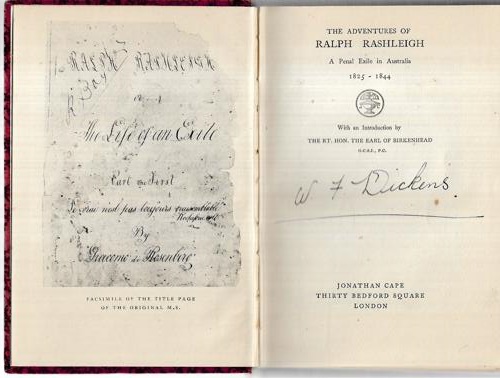 RALPH RASHLEIGH
or
The Life of an Exile
Part the First
Le vrai n'est pas toujours vraisemblable
By
Giacomo de Rosenberg
FACSIMILE OF THE TITLE PAGE
OF THE ORIGINAL M.S.
THE ADVENTURES OF
RALPH RASHLEIGH
A Penal Exile in Australia
1825 - 1844
With an Introduction by
THE RT. HON. THE EARL OF BIRKENHEAD
G.C.S.I., P.C.
W F Dickens.
JONATHAN CAPE
THIRTY BEDFORD SQUARE
LONDON